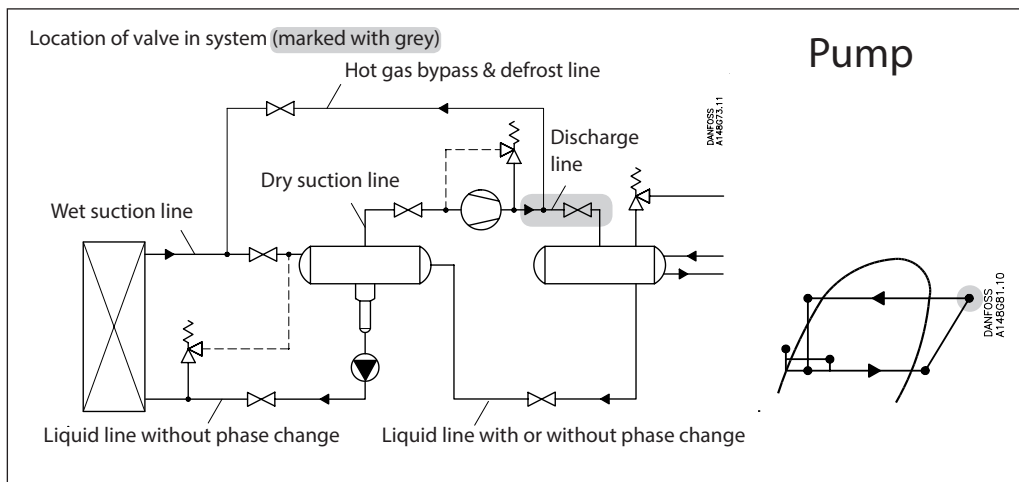 Location of valve in system (marked with grey)
Pump
Hot gas bypass & defrost line
DANFOSS
A148G73.11
Discharge
line
Dry suction line
Wet suction line
DANFOSS
A148G81.10
Liquid line without phase change
Liquid line with or without phase change